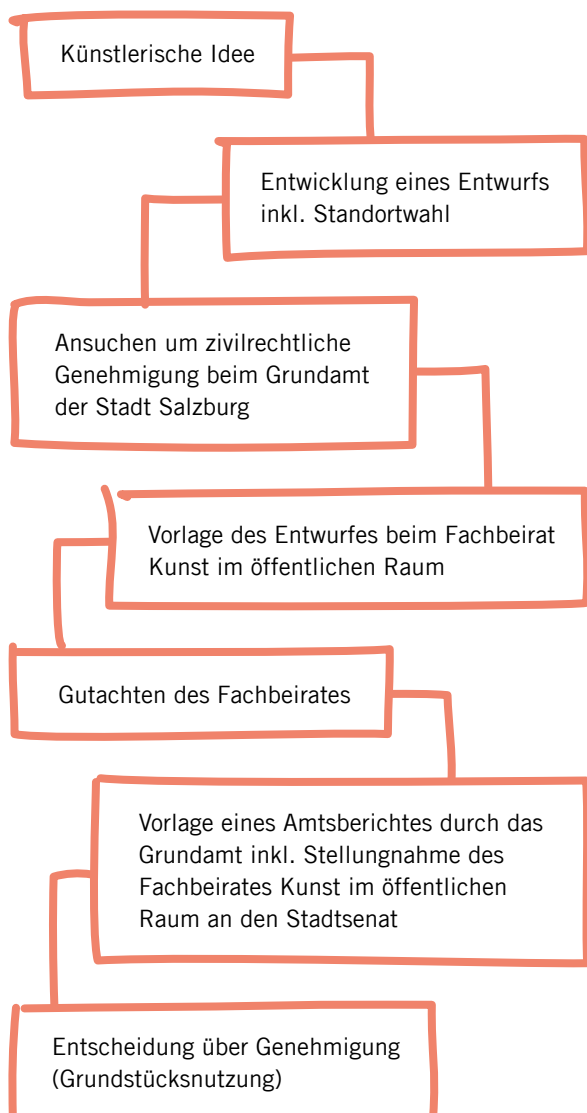 Künstlerische Idee
Entwicklung eines Entwurfs
inkl. Standortwahl
Ansuchen um zivilrechtliche
Genehmigung beim Grundamt
der Stadt Salzburg
Vorlage des Entwurfes beim Fachbeirat
Kunst im öffentlichen Raum
Gutachten des Fachbeirates
Vorlage eines Amtsberichtes durch das
Grundamt inkl. Stellungnahme des
Fachbeirates Kunst im öffentlichen
Raum an den Stadtsenat
Entscheidung über Genehmigung
(Grundstücksnutzung)